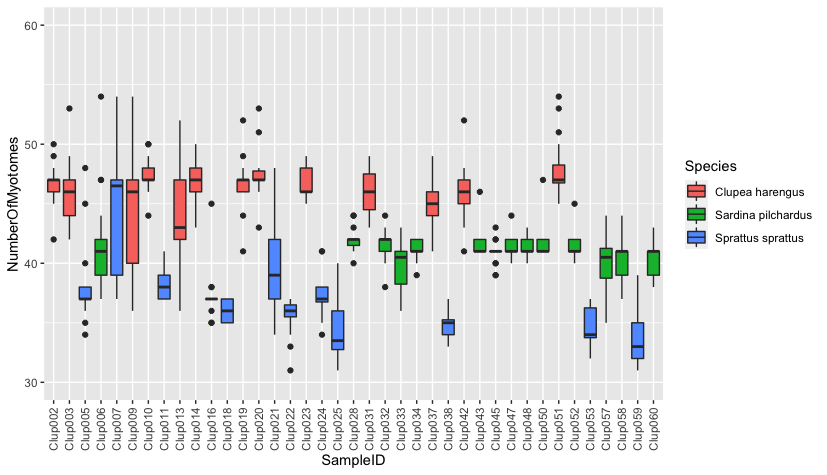 60
50
40
30
NumberOfMyotomes
Clup002
Clup003
Clup005
Clup006
Clup007
Clup009
Clup010
Clup011
Clup013
Clup014
Clup016
Clup018
Clup019
Clup020
Clup021
Clup022
Clup023
Clup024
Clup025
Clup028
Clup031
Clup032
Clup033
Clup034
Clup037
Clup038
Clup042
Clup043
Clup045
Clup047
Clup048
Clup050
Clup051
Clup052
Clup053
Clup057
Clup058
Clup059
Clup060
SampleID
Species
Clupea harengus
Sardina pilchardus
Sprattus sprattus